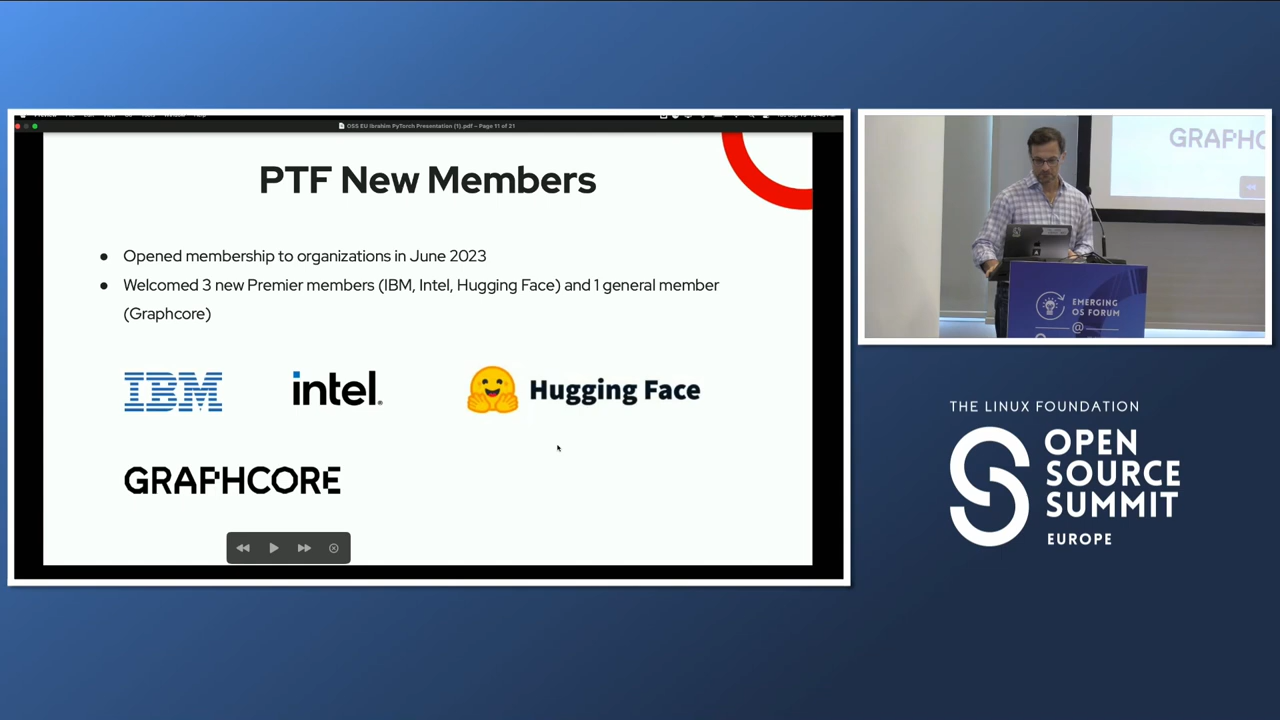 OSS EU Ibrahim PyTorch Presentation (1).pdf – Page 11 of 21
PTF New Members
● Opened membership to organizations in June 2023
● Welcomed 3 new Premier members (IBM, Intel, Hugging Face) and 1 general member
(Graphcore)
IBM
intel.
Hugging Face
GRAPHCORE
GRAPHC
EMERGING
OS FORUM
@
THE LINUX FOUNDATION
OPEN
SOURCE
SUMMIT
EUROPE